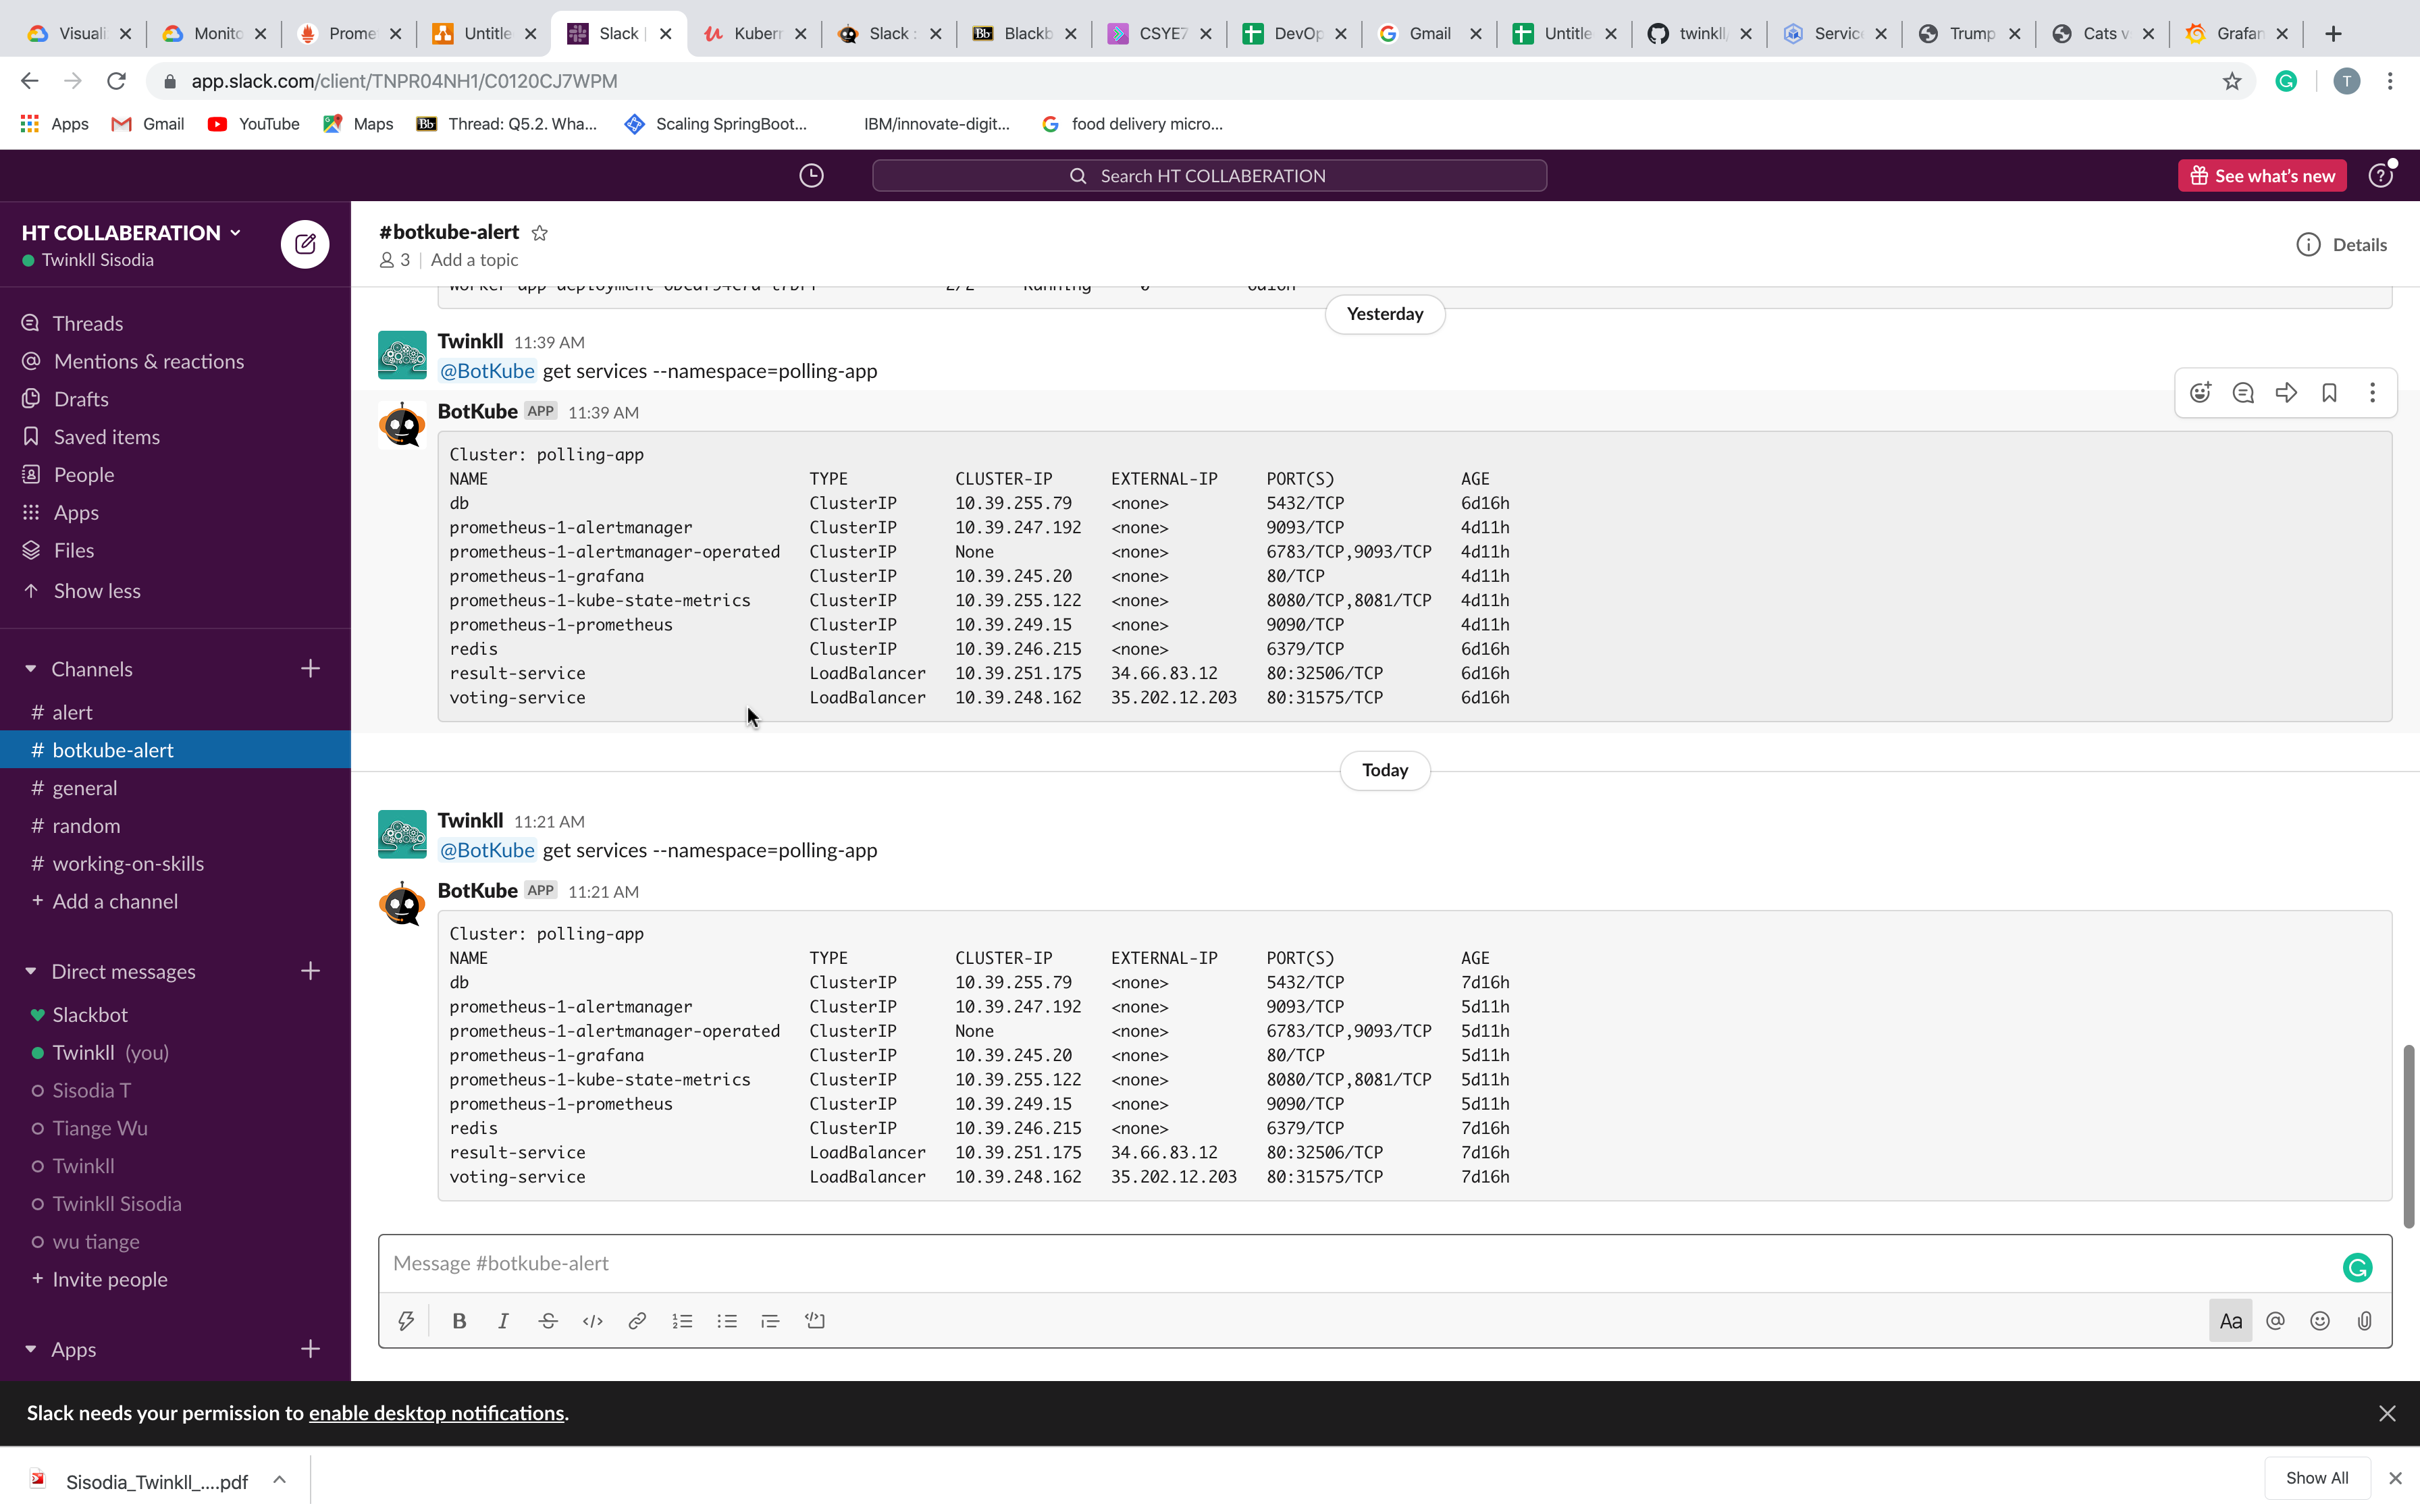 Visuali
Monito
Prome
Untitle
Slack |
Kubern
Slack :
Blackb
CSYE7
DevOp
Gmail
Untitle
twinkll
Servic
Trump
Cats v
Grafan
app.slack.com/client/TNPR04NH1/C0120CJ7WPM
T
Apps
Gmail
YouTube
Maps
Bb Thread: Q5.2. Wha...
Scaling SpringBoot...
IBM/innovate-digit...
food delivery micro...
Search HT COLLABERATION
See what's new
HT COLLABERATION
Twinkll Sisodia
Threads
Mentions & reactions
Drafts
Saved items
People
Apps
Files
Show less
Channels
# alert
# botkube-alert
# general
# random
# working-on-skills
+ Add a channel
Direct messages
Slackbot
Twinkll (you)
Sisodia T
Tiange Wu
Twinkll
Twinkll Sisodia
wu tiange
+ Invite people
Apps
#botkube-alert
3 | Add a topic
Details
Yesterday
Twinkll 11:39 AM
@BotKube get services --namespace=polling-app
BotKube APP 11:39 AM
Cluster: polling-app
NAME TYPE CLUSTER-IP EXTERNAL-IP PORT(S) AGE
db ClusterIP 10.39.255.79 <none> 5432/TCP 6d16h
prometheus-1-alertmanager ClusterIP 10.39.247.192 <none> 9093/TCP 4d11h
prometheus-1-alertmanager-operated ClusterIP None <none> 6783/TCP,9093/TCP 4d11h
prometheus-1-grafana ClusterIP 10.39.245.20 <none> 80/TCP 4d11h
prometheus-1-kube-state-metrics ClusterIP 10.39.255.122 <none> 8080/TCP,8081/TCP 4d11h
prometheus-1-prometheus ClusterIP 10.39.249.15 <none> 9090/TCP 4d11h
redis ClusterIP 10.39.246.215 <none> 6379/TCP 6d16h
result-service LoadBalancer 10.39.251.175 34.66.83.12 80:32506/TCP 6d16h
voting-service LoadBalancer 10.39.248.162 35.202.12.203 80:31575/TCP 6d16h
Today
Twinkll 11:21 AM
@BotKube get services --namespace=polling-app
BotKube APP 11:21 AM
Cluster: polling-app
NAME TYPE CLUSTER-IP EXTERNAL-IP PORT(S) AGE
db ClusterIP 10.39.255.79 <none> 5432/TCP 7d16h
prometheus-1-alertmanager ClusterIP 10.39.247.192 <none> 9093/TCP 5d11h
prometheus-1-alertmanager-operated ClusterIP None <none> 6783/TCP,9093/TCP 5d11h
prometheus-1-grafana ClusterIP 10.39.245.20 <none> 80/TCP 5d11h
prometheus-1-kube-state-metrics ClusterIP 10.39.255.122 <none> 8080/TCP,8081/TCP 5d11h
prometheus-1-prometheus ClusterIP 10.39.249.15 <none> 9090/TCP 5d11h
redis ClusterIP 10.39.246.215 <none> 6379/TCP 7d16h
result-service LoadBalancer 10.39.251.175 34.66.83.12 80:32506/TCP 7d16h
voting-service LoadBalancer 10.39.248.162 35.202.12.203 80:31575/TCP 7d16h
Message #botkube-alert
Aa
Slack needs your permission to enable desktop notifications.
Sisodia_Twinkll_....pdf
Show All